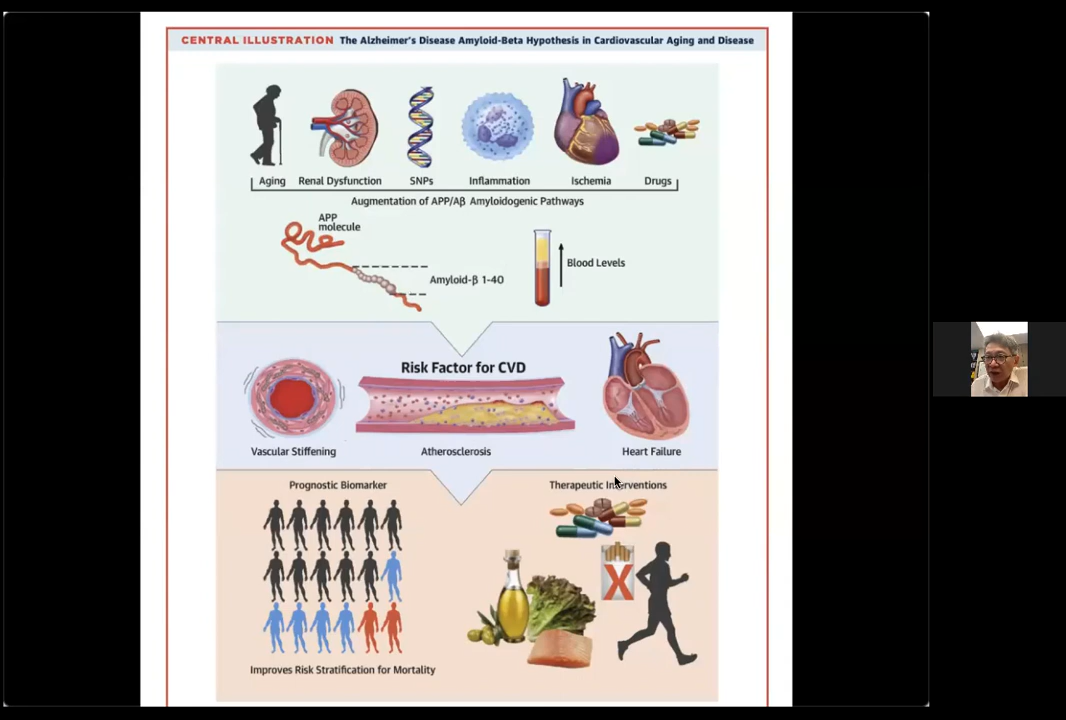 CENTRAL ILLUSTRATION The Alzheimer's Disease Amyloid-Beta Hypothesis in Cardiovascular Aging and Disease
Aging Renal Dysfunction SNPs Inflammation Ischemia Drugs
Augmentation of APP/Aβ Amyloidogenic Pathways
APP
molecule
Amyloid-β 1-40
Blood Levels
Risk Factor for CVD
Vascular Stiffening Atherosclerosis Heart Failure
Prognostic Biomarker Therapeutic Interventions
X
Improves Risk Stratification for Mortality